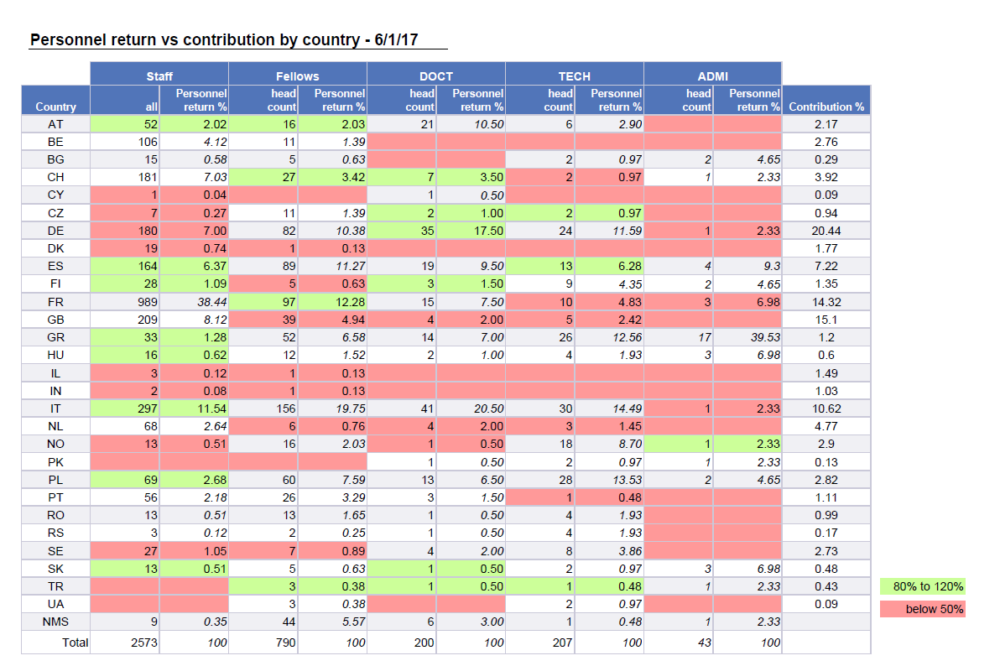 Personnel return vs contribution by country - 6/1/17
Staff Fellows DOCT TECH ADMI
Country all Personnel return % head count Personnel return % head count Personnel return % head count Personnel return % head count Personnel return % Contribution %
AT 52 2.02 16 2.03 21 10.50 6 2.90 2.17
BE 106 4.12 11 1.39 2.76
BG 15 0.58 5 0.63 2 0.97 2 4.65 0.29
CH 181 7.03 27 3.42 7 3.50 2 0.97 1 2.33 3.92
CY 1 0.04 1 0.50 0.09
CZ 7 0.27 11 1.39 2 1.00 2 0.97 0.94
DE 180 7.00 82 10.38 35 17.50 24 11.59 1 2.33 20.44
DK 19 0.74 1 0.13 1.77
ES 164 6.37 89 11.27 19 9.50 13 6.28 4 9.3 7.22
FI 28 1.09 5 0.63 3 1.50 9 4.35 2 4.65 1.35
FR 989 38.44 97 12.28 15 7.50 10 4.83 3 6.98 14.32
GB 209 8.12 39 4.94 4 2.00 5 2.42 15.1
GR 33 1.28 52 6.58 14 7.00 26 12.56 17 39.53 1.2
HU 16 0.62 12 1.52 2 1.00 4 1.93 3 6.98 0.6
IL 3 0.12 1 0.13 1.49
IN 2 0.08 1 0.13 1.03
IT 297 11.54 156 19.75 41 20.50 30 14.49 1 2.33 10.62
NL 68 2.64 6 0.76 4 2.00 3 1.45 4.77
NO 13 0.51 16 2.03 1 0.50 18 8.70 1 2.33 2.9
PK 1 0.50 2 0.97 1 2.33 0.13
PL 69 2.68 60 7.59 13 6.50 28 13.53 2 4.65 2.82
PT 56 2.18 26 3.29 3 1.50 1 0.48 1.11
RO 13 0.51 13 1.65 1 0.50 4 1.93 0.99
RS 3 0.12 2 0.25 1 0.50 4 1.93 0.17
SE 27 1.05 7 0.89 4 2.00 8 3.86 2.73
SK 13 0.51 5 0.63 1 0.50 2 0.97 3 6.98 0.48
TR 3 0.38 1 0.50 1 0.48 1 2.33 0.43 80% to 120%
UA 3 0.38 2 0.97 0.09 below 50%
NMS 9 0.35 44 5.57 6 3.00 1 0.48 1 2.33
Total 2573 100 790 100 200 100 207 100 43 100